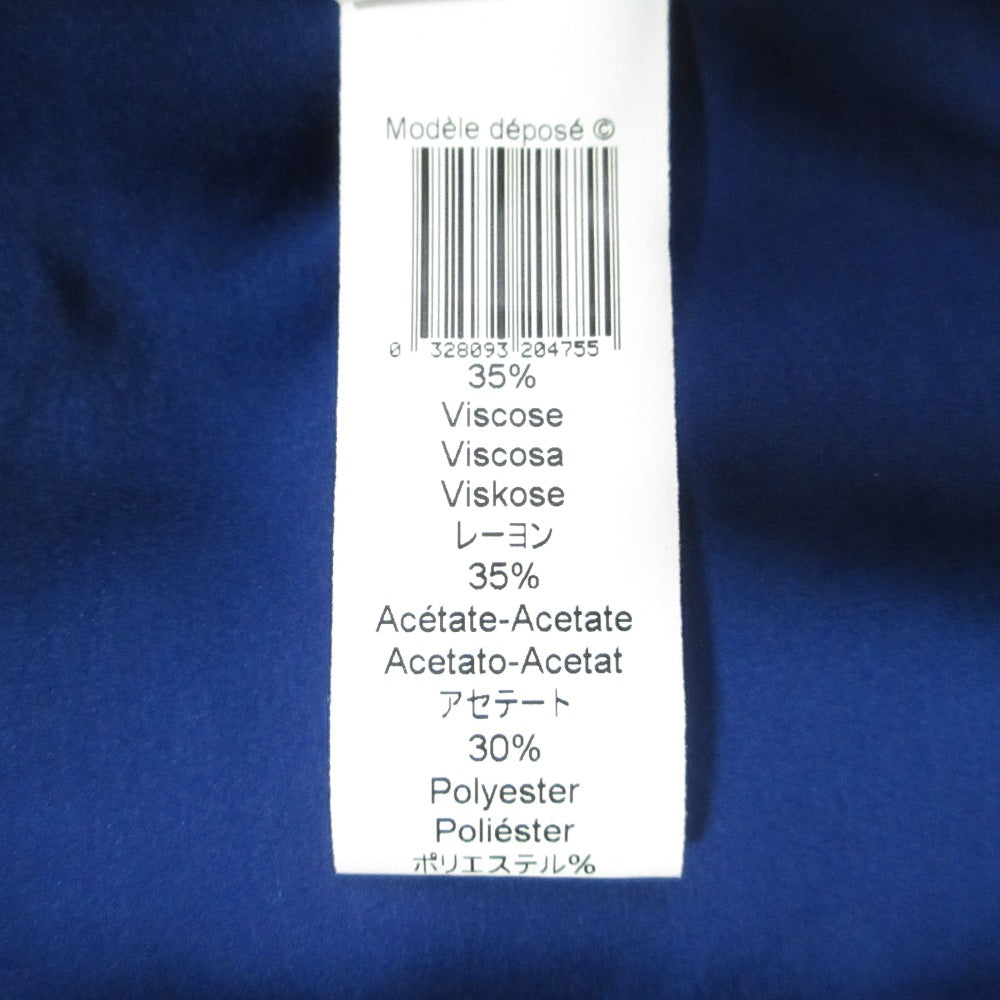 Modèle déposé ©
0 328093 204755
35%
Viscose
Viscosa
Viskose
レーヨン
35%
Acétate-Acetate
Acetato-Acetat
アセテート
30%
Polyester
Poliéster
ポリエステル%